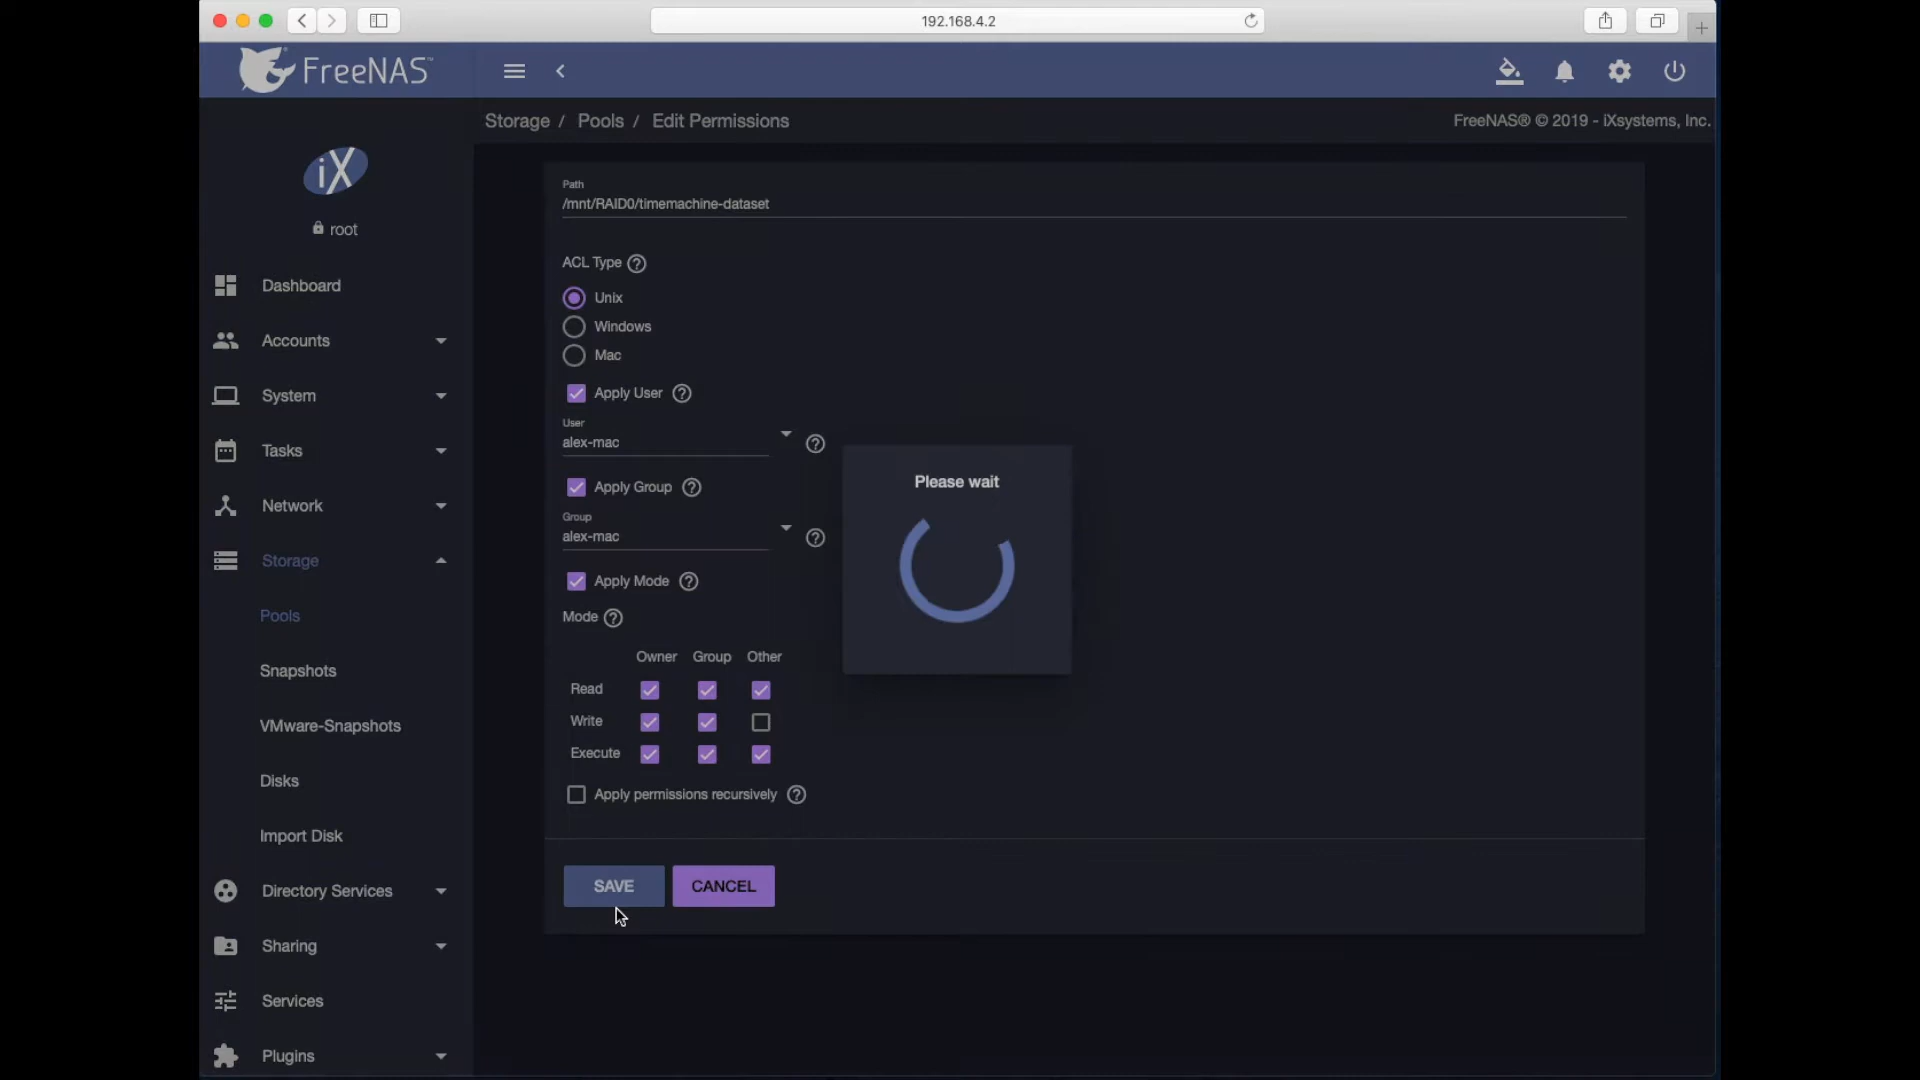 192.168.4.2
FreeNAS™
Storage / Pools / Edit Permissions
FreeNAS® © 2019 - iXsystems, Inc.
iX
root
Dashboard
Accounts
System
Tasks
Network
Storage
Pools
Snapshots
VMware-Snapshots
Disks
Import Disk
Directory Services
Sharing
Services
Plugins
Path
/mnt/RAID0/timemachine-dataset
ACL Type
Unix
Windows
Mac
Apply User
User
alex-mac
Apply Group
Group
alex-mac
Apply Mode
Mode
Owner Group Other
Read
Write
Execute
Apply permissions recursively
SAVE CANCEL
Please wait